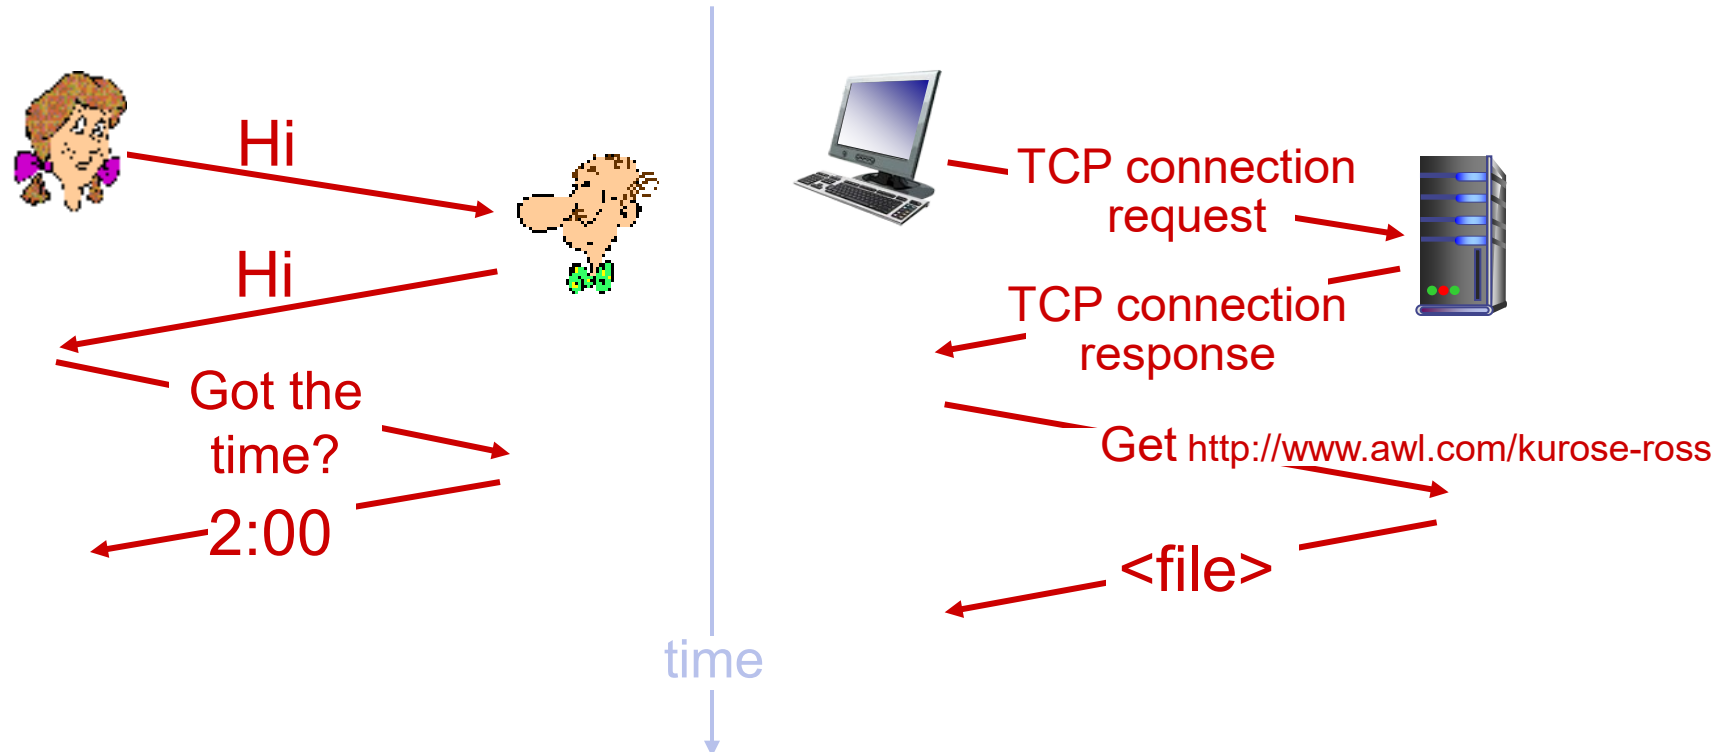 Hi
Hi
Got the
time?
2:00
time
TCP connection
request
TCP connection
response
Get http://www.awl.com/kurose-ross
<file>